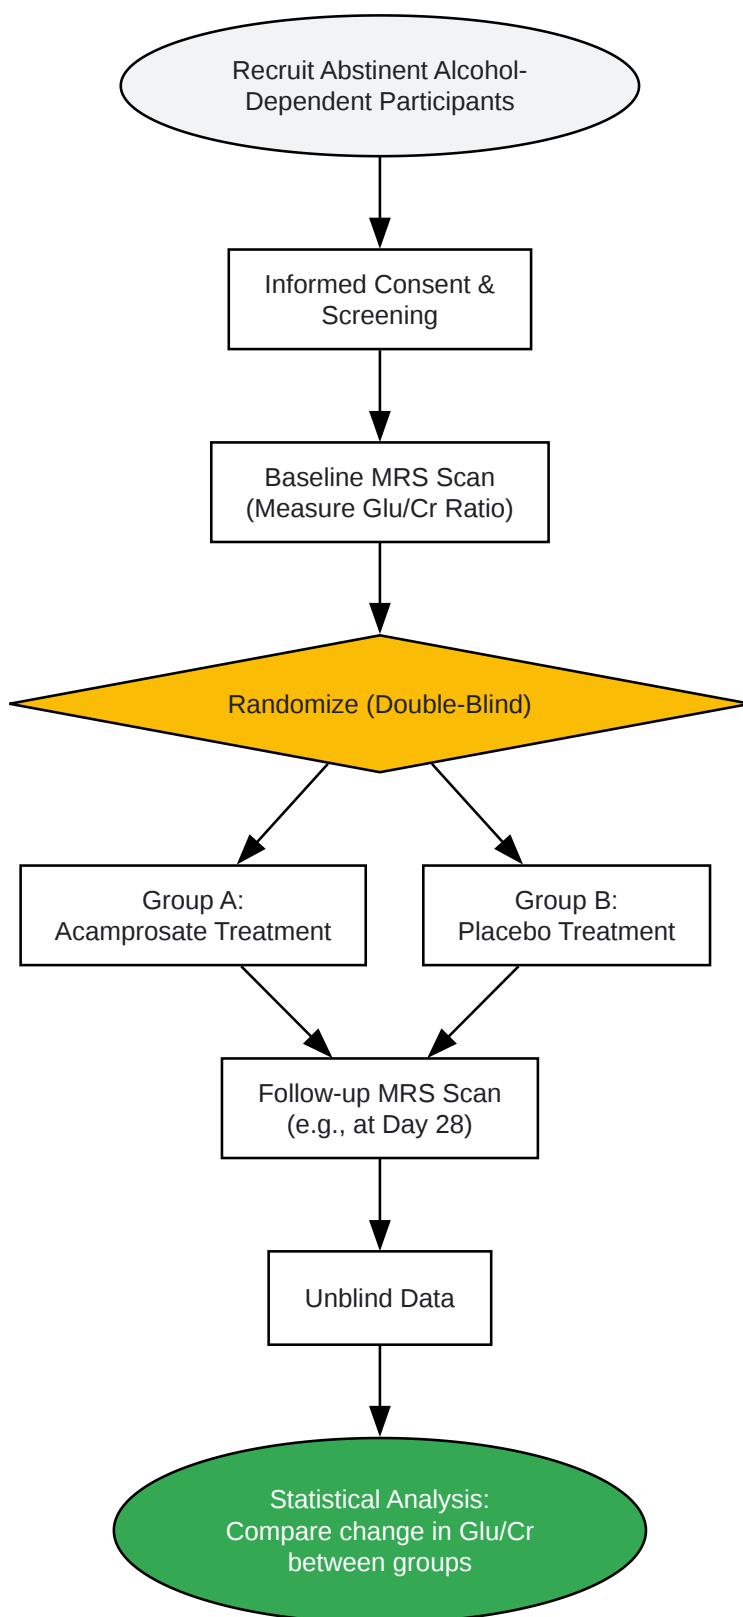 Recruit Abstinent Alcohol-
Dependent Participants
Informed Consent &
Screening
Baseline MRS Scan
(Measure Glu/Cr Ratio)
Randomize (Double-Blind)
Group A:
Acamprosate Treatment
Group B:
Placebo Treatment
Follow-up MRS Scan
(e.g., at Day 28)
Unblind Data
Statistical Analysis:
Compare change in Glu/Cr
between groups